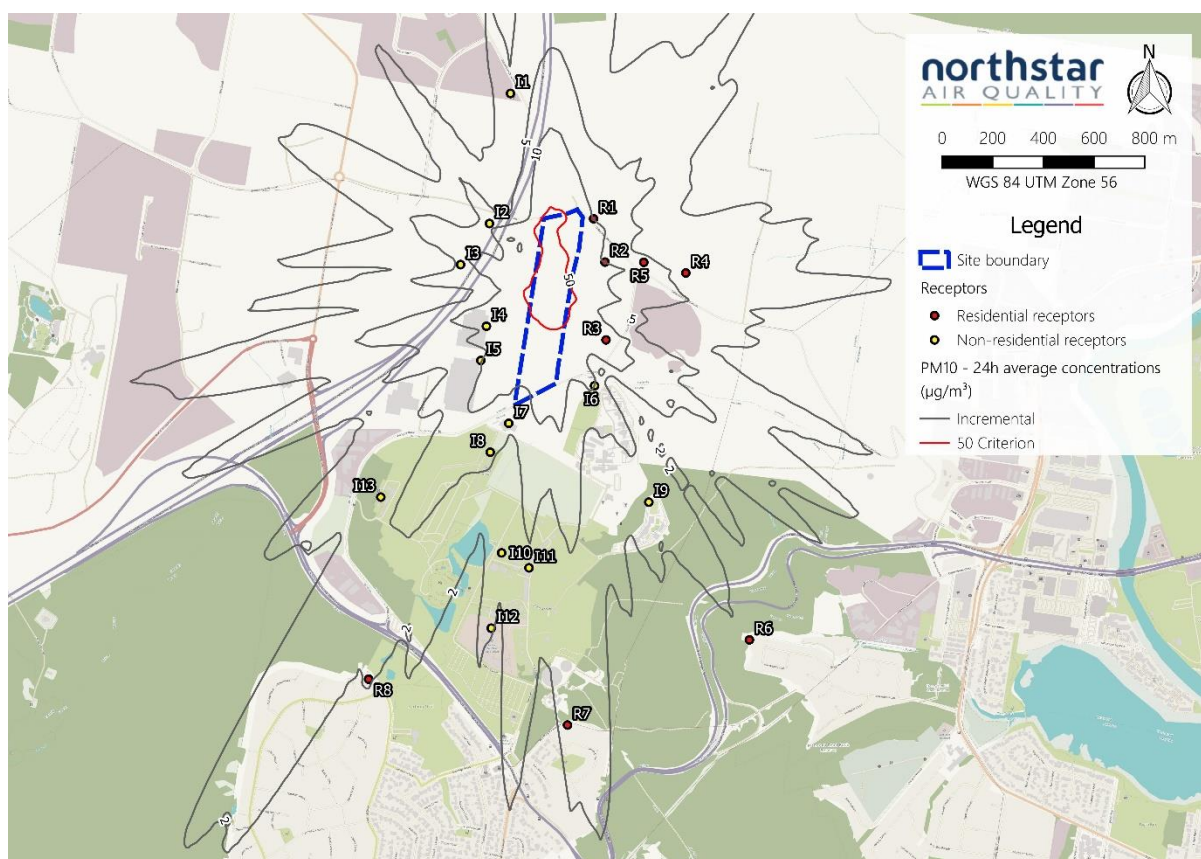 northstar
AIR QUALITY
N
0 200 400 600 800 m
WGS 84 UTM Zone 56
Legend
Site boundary
Receptors
Residential receptors
Non-residential receptors
PM10 - 24h average concentrations
(µg/m³)
Incremental
50 Criterion
I1
5
10
I2
R1
I3
R2
R5
R4
50
I4
R3
5
I5
I6
I7
I8
2
2
I13
I9
I10
I11
2
I12
2
R6
R8
R7
2